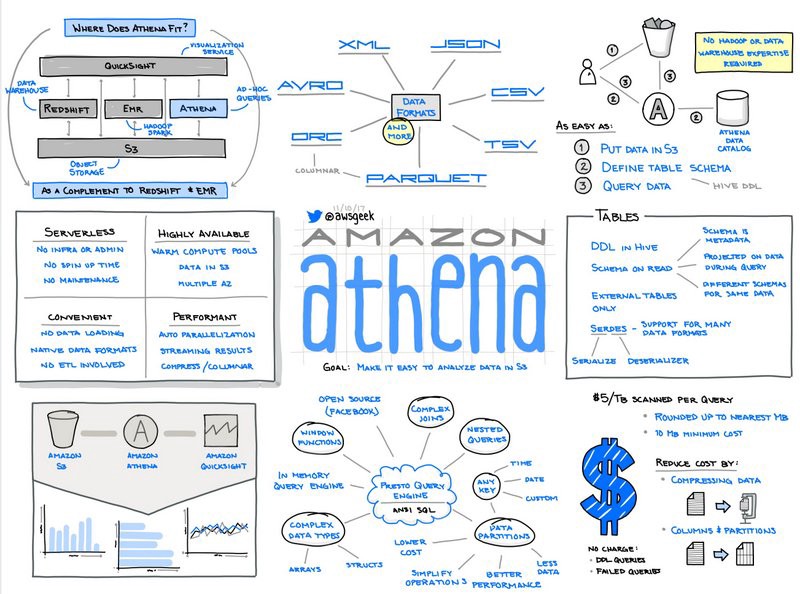 WHERE DOES ATHENA FIT?
VISUALIZATION
SERVICE
QUICKSIGHT
DATA
WAREHOUSE
REDSHIFT
EMR
ATHENA
AD-HOC
QUERIES
HADOOP
SPARK
S3
OBJECT
STORAGE
AS A COMPLEMENT TO REDSHIFT & EMR
XML
JSON
AVRO
CSV
DATA
FORMATS
AND
MORE
ORC
TSV
COLUMNAR
PARQUET
NO HADOOP OR DATA
WAREHOUSE EXPERTISE
REQUIRED
1
3
3
2
A
2
ATHENA
DATA
CATALOG
AS EASY AS:
1 PUT DATA IN S3
2 DEFINE TABLE SCHEMA
3 QUERY DATA
HIVE DDL
SERVERLESS
NO INFRA OR ADMIN
NO SPIN UP TIME
NO MAINTENANCE
HIGHLY AVAILABLE
WARM COMPUTE POOLS
DATA IN S3
MULTIPLE AZ
CONVENIENT
NO DATA LOADING
NATIVE DATA FORMATS
NO ETL INVOLVED
PERFORMANT
AUTO PARALLELIZATION
STREAMING RESULTS
COMPRESS/COLUMNAR
11/10/17
@awsgeek
AMAZON
athena
GOAL: MAKE IT EASY TO ANALYZE DATA IN S3
TABLES
DDL IN HIVE
SCHEMA ON READ
SCHEMA IS
METADATA
PROJECTED ON DATA
DURING QUERY
DIFFERENT SCHEMAS
FOR SAME DATA
EXTERNAL TABLES
ONLY
SERDES - SUPPORT FOR MANY
DATA FORMATS
SERIALIZE
DESERIALIZER
A
AMAZON
S3
AMAZON
ATHENA
AMAZON
QUICKSIGHT
OPEN SOURCE
(FACEBOOK)
COMPLEX
JOINS
WINDOW
FUNCTIONS
NESTED
QUERIES
IN MEMORY
QUERY ENGINE
PRESTO QUERY
ENGINE
ANSI SQL
ANY
KEY
TIME
DATE
CUSTOM
COMPLEX
DATA TYPES
DATA
PARTITIONS
ARRAYS
STRUCTS
LOWER
COST
SIMPLIFY
OPERATIONS
BETTER
PERFORMANCE
LESS
DATA
$5/TB SCANNED PER QUERY
• ROUNDED UP TO NEAREST MB
• 10 MB MINIMUM COST
$
REDUCE COST BY:
• COMPRESSING DATA
• COLUMNS & PARTITIONS
NO CHARGE:
• DDL QUERIES
• FAILED QUERIES